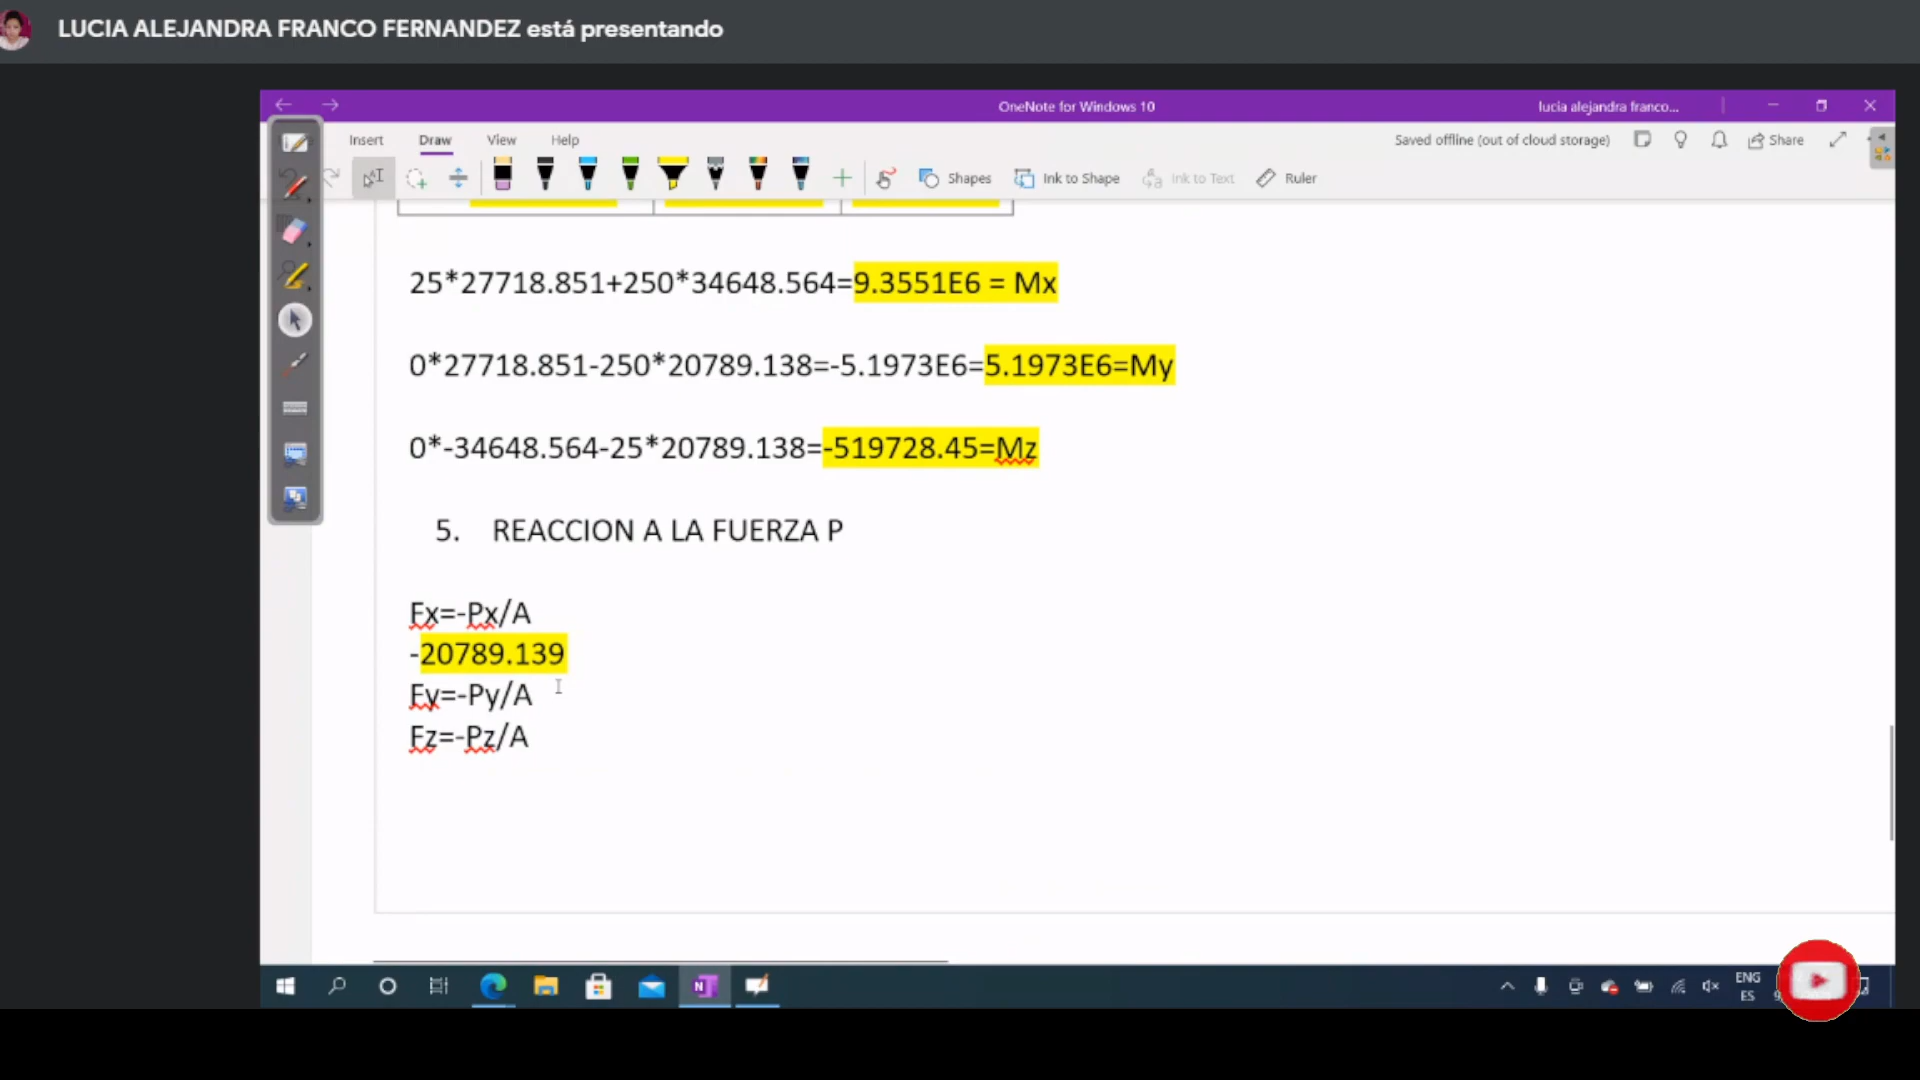 LUCIA ALEJANDRA FRANCO FERNANDEZ está presentando
OneNote for Windows 10
lucia alejandra franco...
Insert
Draw
View
Help
Saved offline (out of cloud storage)
Share
Shapes
Ink to Shape
Ink to Text
Ruler
25*27718.851+250*34648.564=9.3551E6 = Mx
0*27718.851-250*20789.138=-5.1973E6=5.1973E6=My
0*-34648.564-25*20789.138=-519728.45=Mz
5. REACCION A LA FUERZA P
Fx=-Px/A
-20789.139
Fy=-Py/A
Fz=-Pz/A
ENG
ES